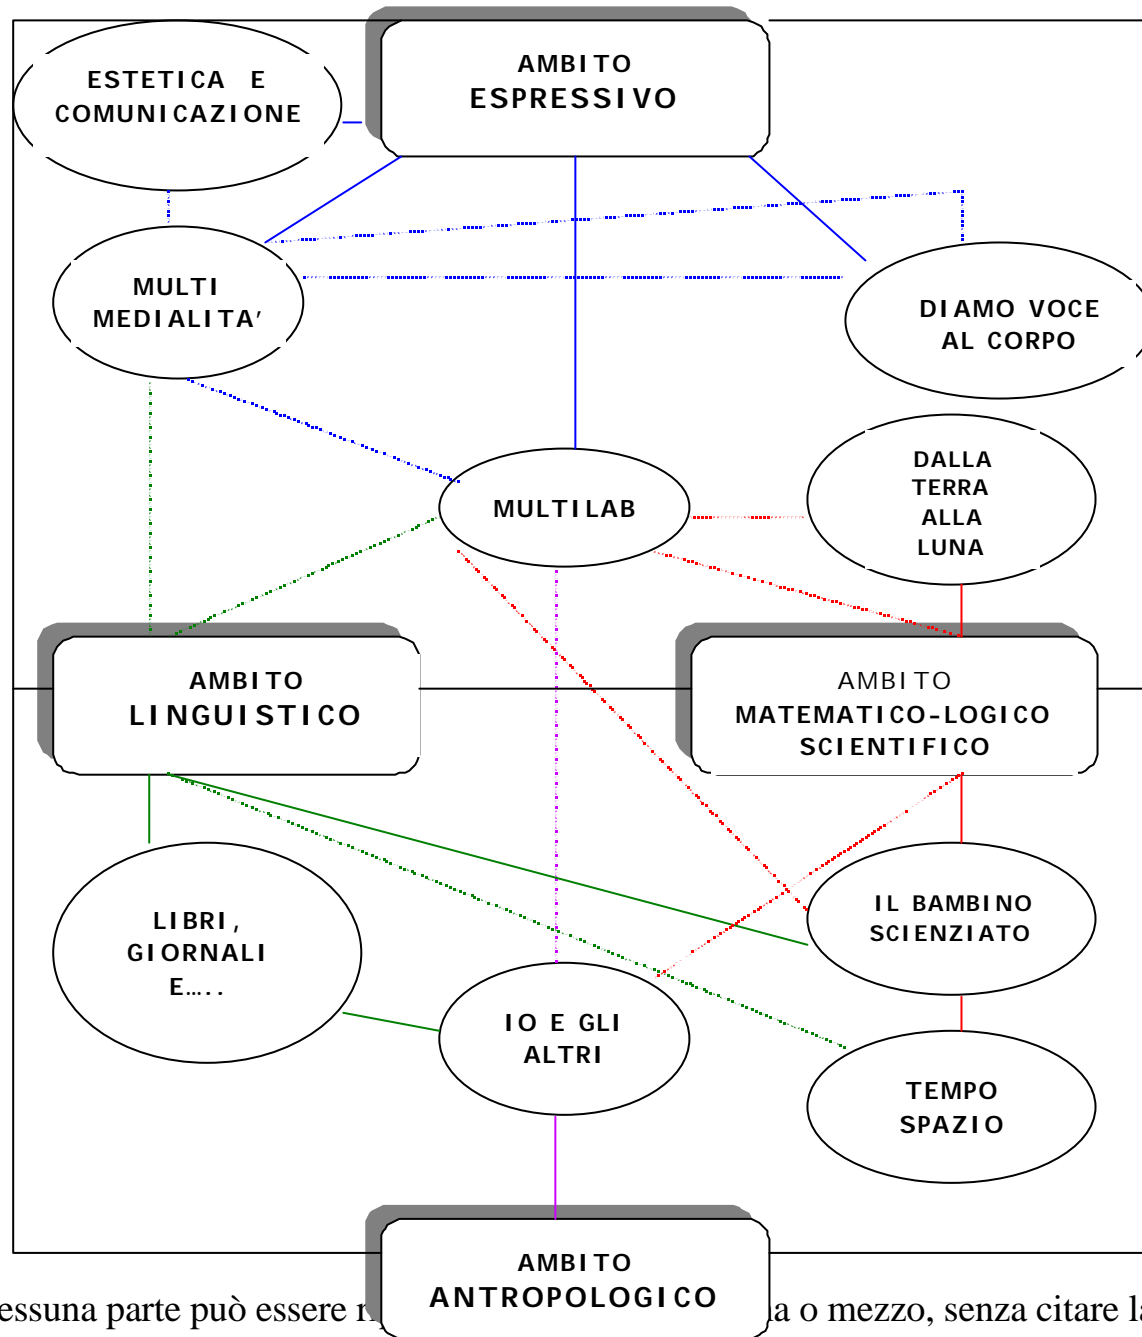 AMBITO
ESPRESSIVO
ESTETICA E
COMUNICAZIONE
MULTI
MEDIALITA’
DIAMO VOCE
AL CORPO
DALLA
TERRA
ALLA
LUNA
MULTILAB
AMBITO
LINGUISTICO
AMBITO
MATEMATICO-LOGICO
SCIENTIFICO
LIBRI,
GIORNALI
E…..
IL BAMBINO
SCIENZIATO
IO E GLI
ALTRI
TEMPO
SPAZIO
AMBITO
ANTROPOLOGICO
parte può essere o mezzo, senza citare